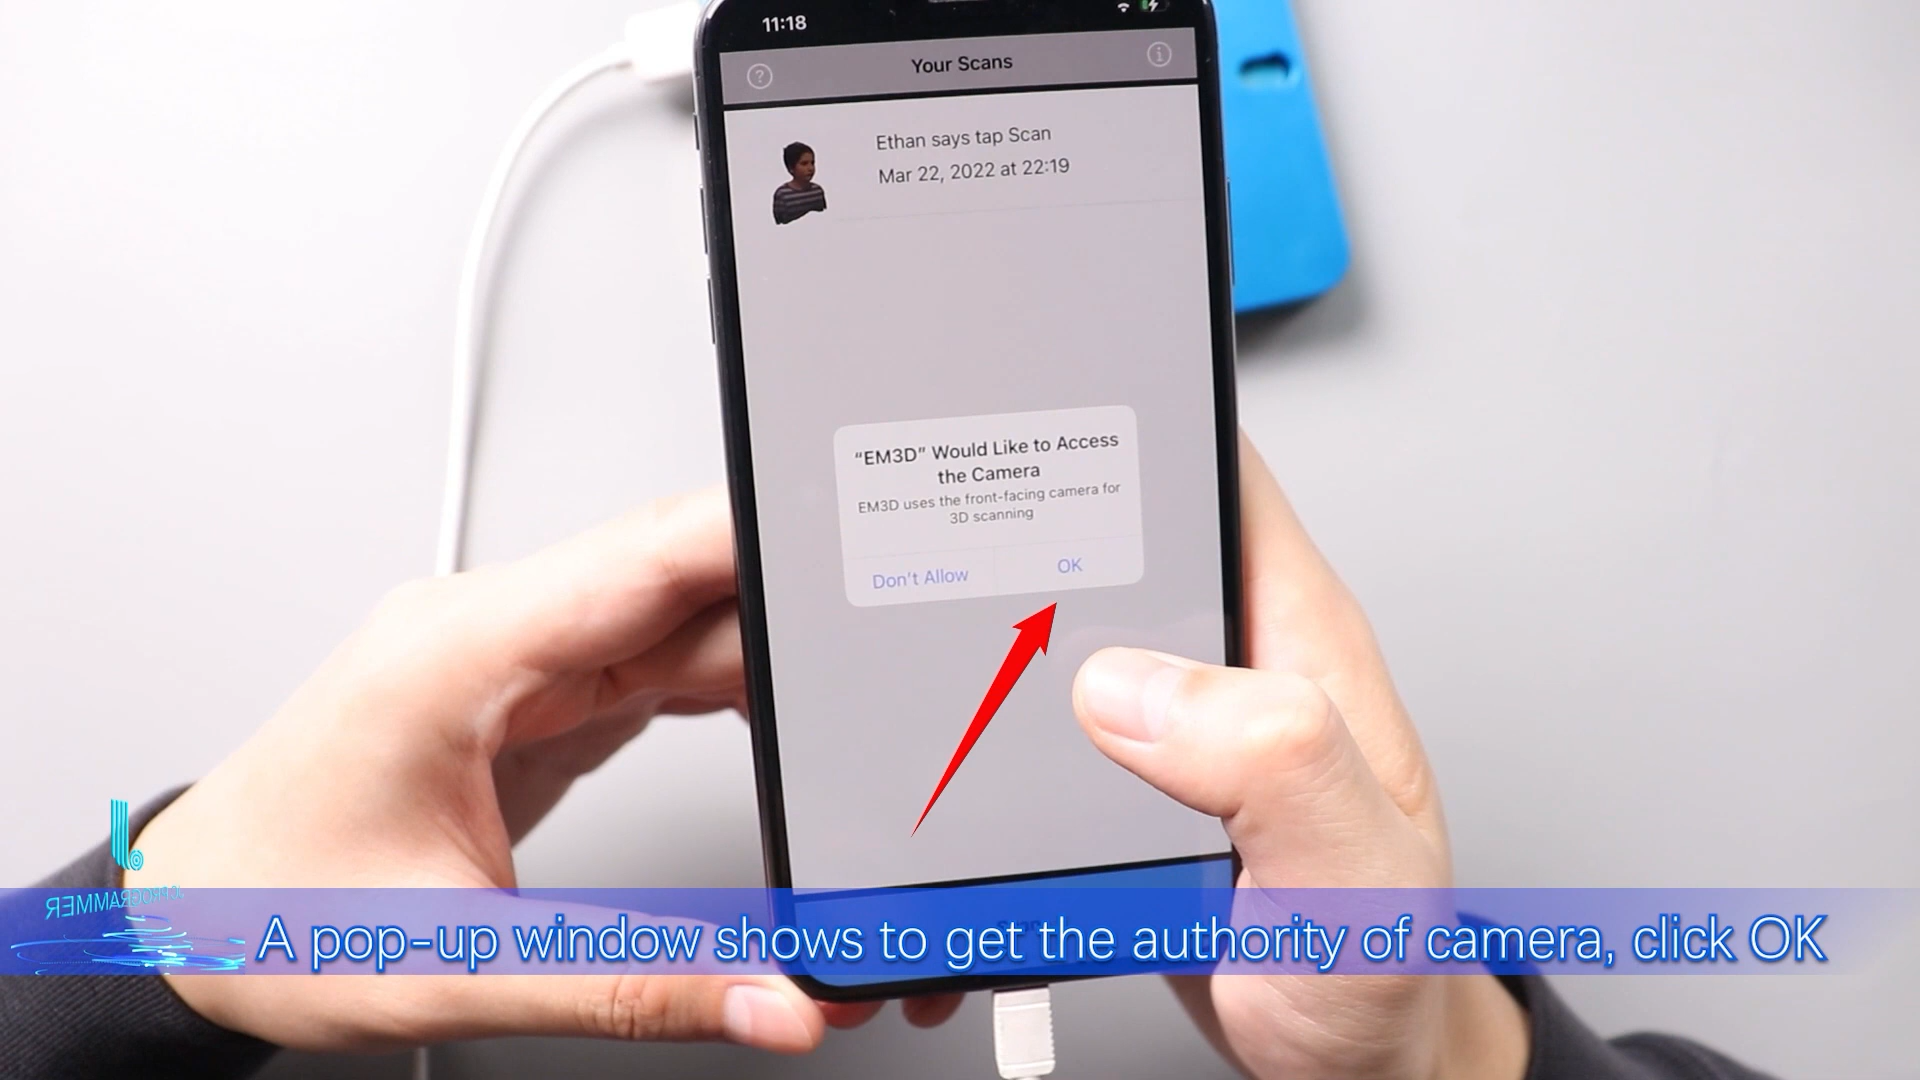 11:18
Your Scans
Ethan says tap Scan
Mar 22, 2022 at 22:19
“EM3D” Would Like to Access
the Camera
EM3D uses the front-facing camera for
3D scanning
Don't Allow
OK
JCPROGRAMMER
A pop-up window shows to get the authority of camera, click OK